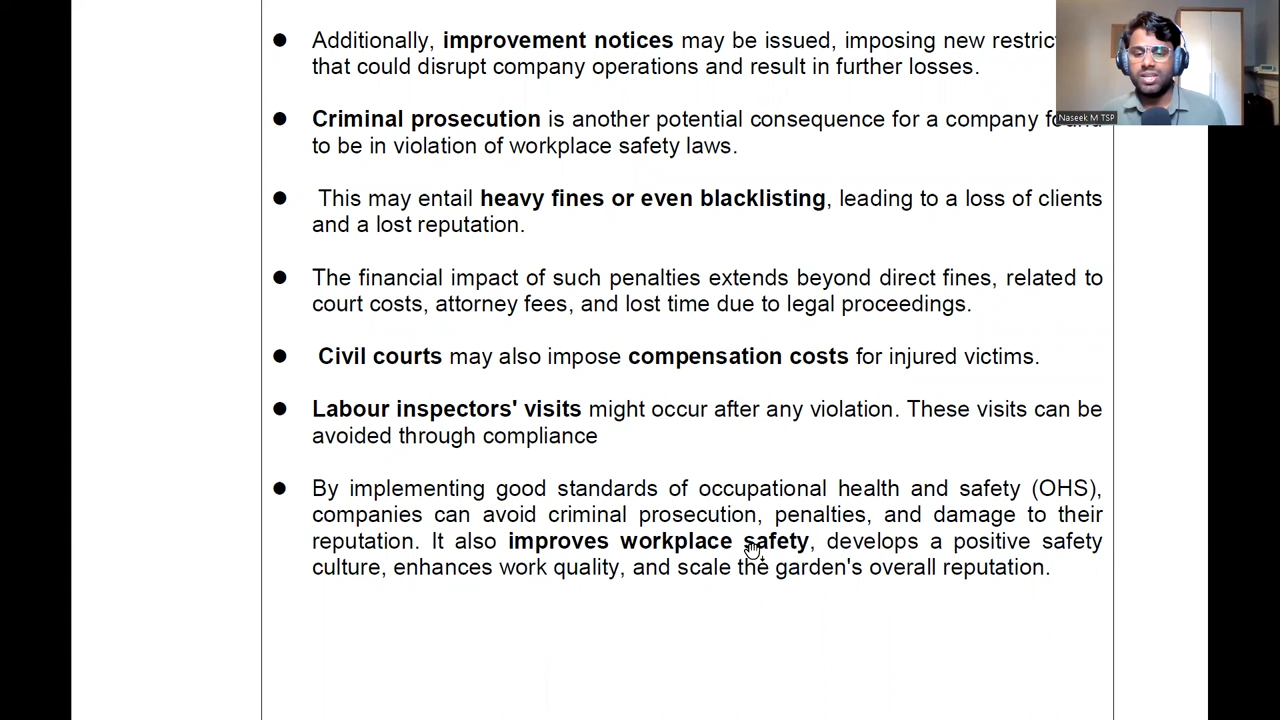 ● Additionally, improvement notices may be issued, imposing new restric
that could disrupt company operations and result in further losses.
● Criminal prosecution is another potential consequence for a company
to be in violation of workplace safety laws.
● This may entail heavy fines or even blacklisting, leading to a loss of clients
and a lost reputation.
● The financial impact of such penalties extends beyond direct fines, related to
court costs, attorney fees, and lost time due to legal proceedings.
● Civil courts may also impose compensation costs for injured victims.
● Labour inspectors' visits might occur after any violation. These visits can be
avoided through compliance
● By implementing good standards of occupational health and safety (OHS),
companies can avoid criminal prosecution, penalties, and damage to their
reputation. It also improves workplace safety, develops a positive safety
culture, enhances work quality, and scale the garden's overall reputation.
Naseek M TSP